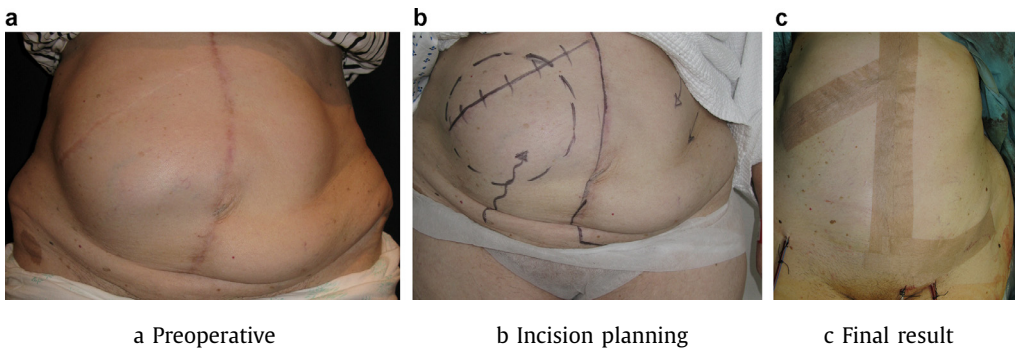 a
b
c
a Preoperative
b Incision planning
c Final result